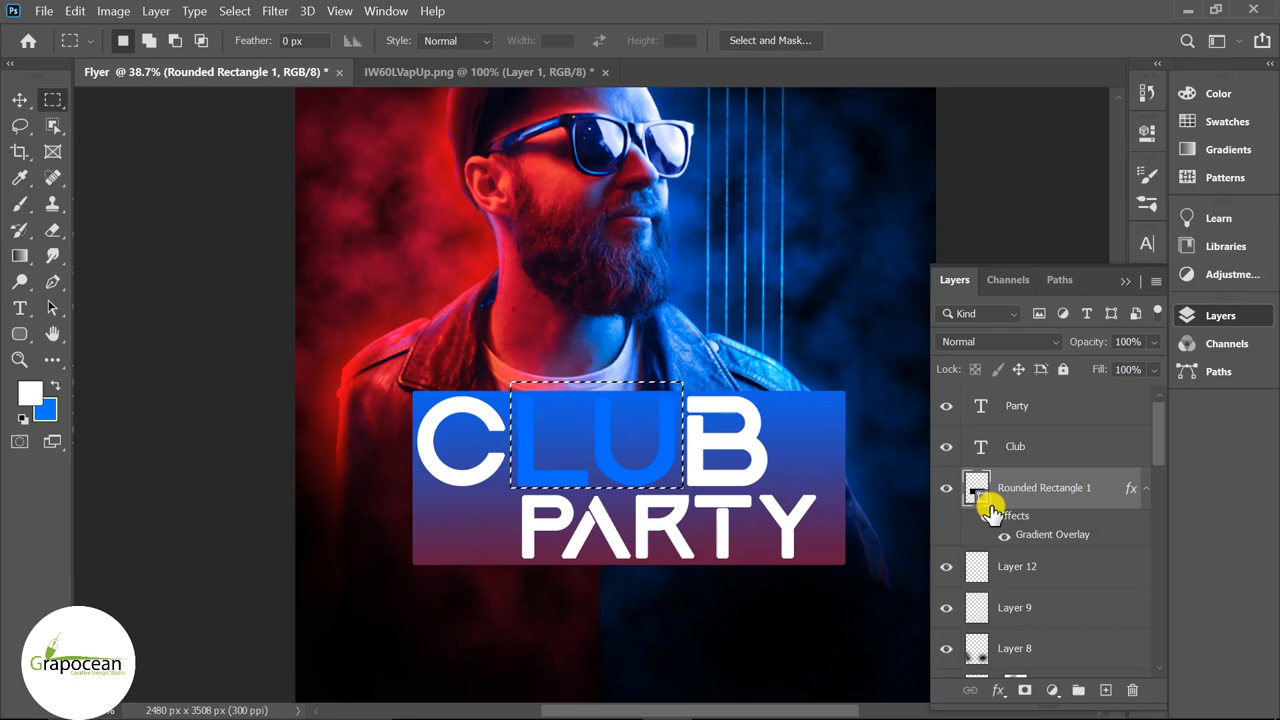 Ps File Edit Image Layer Type Select Filter 3D View Window Help
Feather: 0 px Style: Normal Width: Height: Select and Mask...
Flyer @ 38.7% (Rounded Rectangle 1, RGB/8) * × IW60LVapUp.png @ 100% (Layer 1, RGB/8) * ×
Color
Swatches
Gradients
Patterns
Learn
Libraries
Adjustme...
Layers
Channels
Paths
Layers Channels Paths
Kind
Normal Opacity: 100%
Lock: Fill: 100%
Party
Club
Rounded Rectangle 1 fx
Effects
Gradient Overlay
Layer 12
Layer 9
Layer 8
CLUB
PARTY
Grapocean
Creative Design Studio
2480 px x 3508 px (300 ppi)